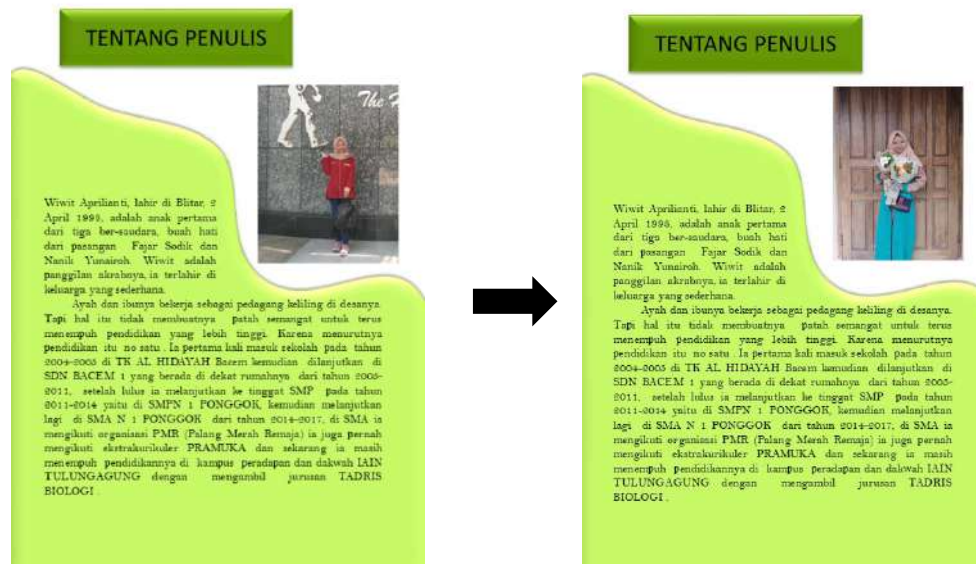 TENTANG PENULIS
The
Wiwit Aprilianti, lahir di Blitar, 2
April 1998, adalah anak pertama
dari tiga ber-saudara, buah hati
dari pasangan Fajar Sodik dan
Nanik Yunairoh. Wiwit adalah
panggilan akrabnya, ia terlahir di
keluarga yang sederhana.
Ayah dan ibunya bekerja sebagai pedagang keliling di desanya.
Tapi hal itu tidak membuatnya patah semangat untuk terus
menempuh pendidikan yang lebih tinggi. Karena menurutnya
pendidikan itu no satu . Ia pertama kali masuk sekolah pada tahun
2004-2005 di TK AL HIDAYAH Bacem kemudian dilanjutkan di
SDN BACEM 1 yang berada di dekat rumahnya dari tahun 2005-
2011, setelah lulus ia melanjutkan ke tinggat SMP pada tahun
2011-2014 yaitu di SMPN 1 PONGGOK, kemudian melanjutkan
lagi di SMA N 1 PONGGOK dari tahun 2014-2017, di SMA ia
mengikuti organisasi PMR (Palang Merah Remaja) ia juga pernah
mengikuti ekstrakurikuler PRAMUKA dan sekarang ia masih
menempuh pendidikannya di kampus peradapan dan dakwah IAIN
TULUNGAGUNG dengan mengambil jurusan TADRIS
BIOLOGI .
TENTANG PENULIS
Wiwit Aprilianti, lahir di Blitar, 2
April 1998, adalah anak pertama
dari tiga ber-saudara, buah hati
dari pasangan Fajar Sodik dan
Nanik Yunairoh. Wiwit adalah
panggilan akrabnya, ia terlahir di
keluarga yang sederhana.
Ayah dan ibunya bekerja sebagai pedagang keliling di desanya.
Tapi hal itu tidak membuatnya patah semangat untuk terus
menempuh pendidikan yang lebih tinggi. Karena menurutnya
pendidikan itu no satu . Ia pertama kali masuk sekolah pada tahun
2004-2005 di TK AL HIDAYAH Bacem kemudian dilanjutkan di
SDN BACEM 1 yang berada di dekat rumahnya dari tahun 2005-
2011, setelah lulus ia melanjutkan ke tinggat SMP pada tahun
2011-2014 yaitu di SMPN 1 PONGGOK, kemudian melanjutkan
lagi di SMA N 1 PONGGOK dari tahun 2014-2017, di SMA ia
mengikuti organisasi PMR (Palang Merah Remaja) ia juga pernah
mengikuti ekstrakurikuler PRAMUKA dan sekarang ia masih
menempuh pendidikannya di kampus peradapan dan dakwah IAIN
TULUNGAGUNG dengan mengambil jurusan TADRIS
BIOLOGI .